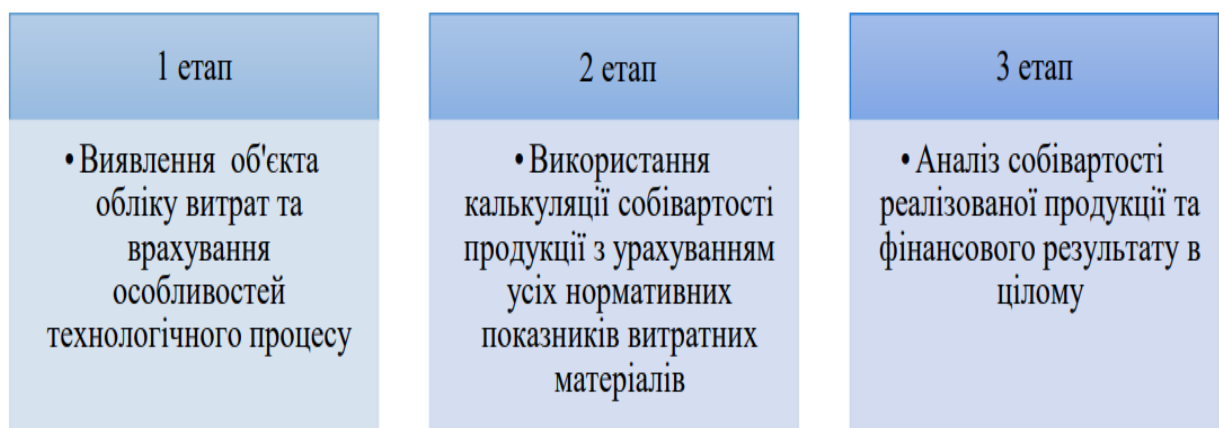 1 етап
• Виявлення об'єкта
обліку витрат та
врахування
особливостей
технологічного процесу
2 етап
• Використання
калькуляції собівартості
продукції з урахуванням
усіх нормативних
показників витратних
матеріалів
3 етап
• Аналіз собівартості
реалізованої продукції та
фінансового результату в
цілому